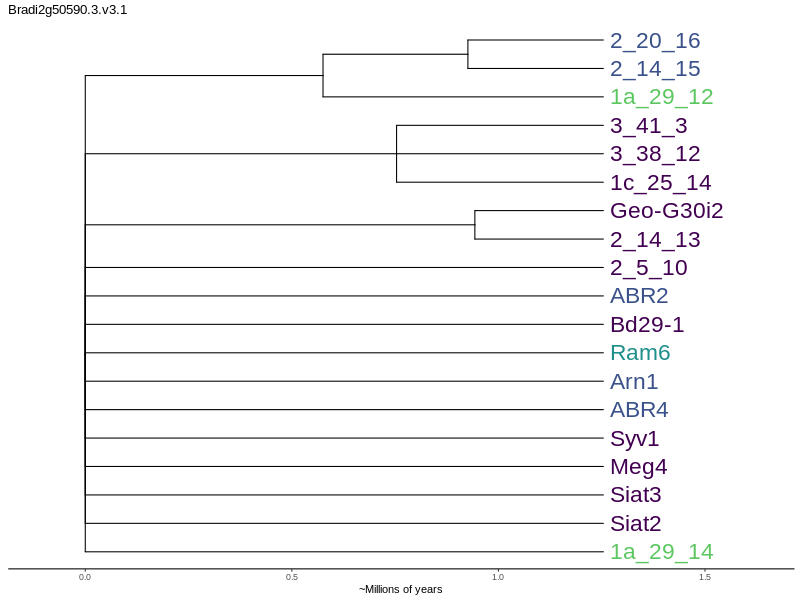 Bradi2g50590.3.v3.1
2_20_16
2_14_15
1a_29_12
3_41_3
3_38_12
1c_25_14
Geo-G30i2
2_14_13
2_5_10
ABR2
Bd29-1
Ram6
Arn1
ABR4
Syv1
Meg4
Siat3
Siat2
1a_29_14
0.0 0.5 1.0 1.5
~Millions of years